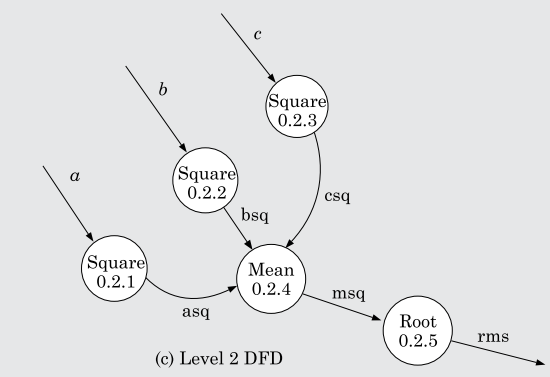 c
b
Square
0.2.3
a
Square
0.2.2
csq
bsq
Square
0.2.1
Mean
0.2.4
msq
asq
Root
0.2.5
rms
(c) Level 2 DFD